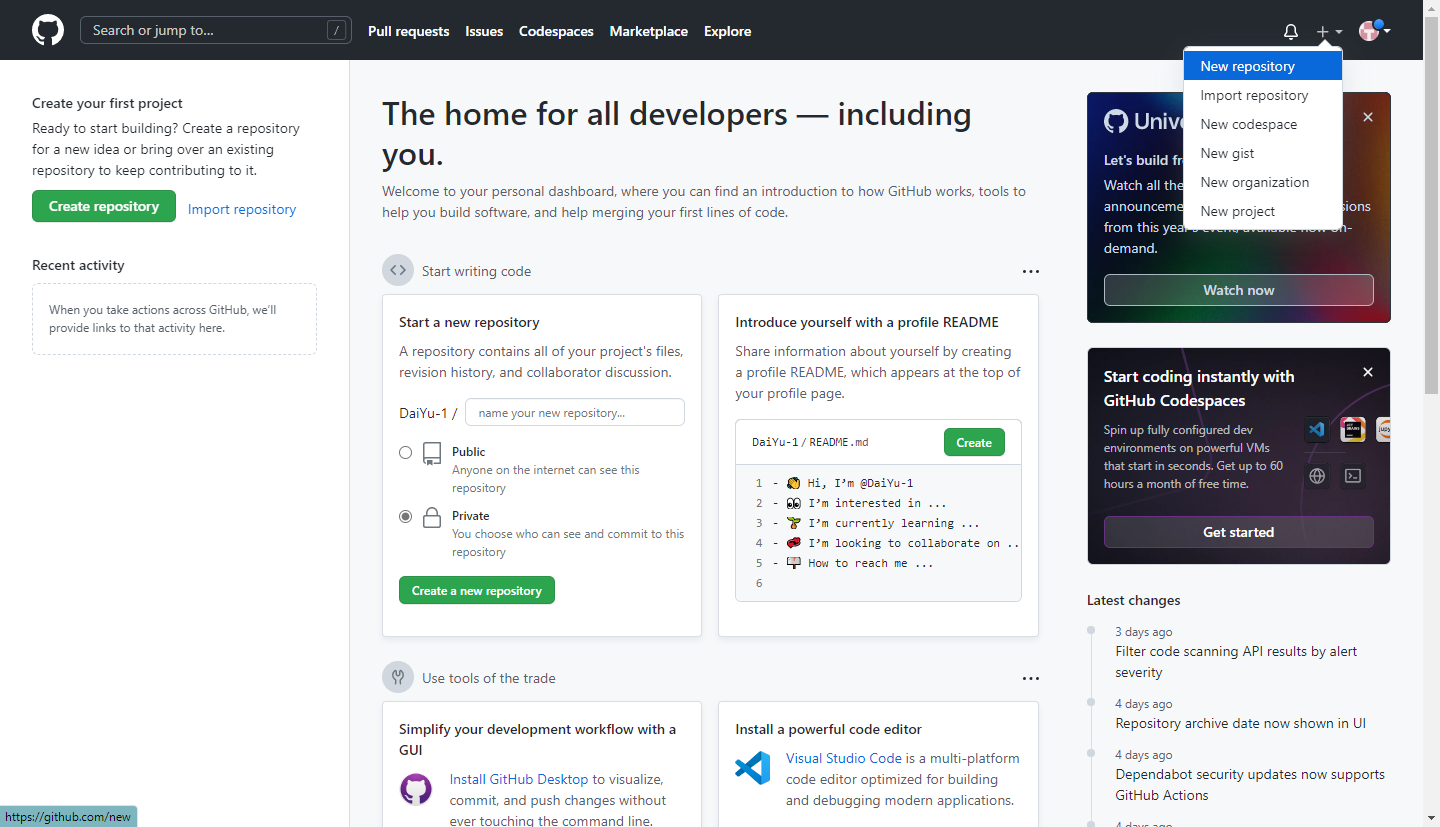 Search or jump to...
/
Pull requests
Issues
Codespaces
Marketplace
Explore
New repository
Import repository
New codespace
New gist
New organization
New project
Create your first project
Ready to start building? Create a repository
for a new idea or bring over an existing
repository to keep contributing to it.
Create repository
Import repository
Recent activity
When you take actions across GitHub, we'll
provide links to that activity here.
The home for all developers — including
you.
Welcome to your personal dashboard, where you can find an introduction to how GitHub works, tools to
help you build software, and help merging your first lines of code.
Start writing code
Start a new repository
A repository contains all of your project's files,
revision history, and collaborator discussion.
DaiYu-1 /
name your new repository...
Public
Anyone on the internet can see this
repository
Private
You choose who can see and commit to this
repository
Create a new repository
Introduce yourself with a profile README
Share information about yourself by creating
a profile README, which appears at the top of
your profile page.
DaiYu-1 / README.md
Create
1 - 👋 Hi, I'm @DaiYu-1
2 - 👀 I'm interested in ...
3 - 🌱 I'm currently learning ...
4 - 💞️ I'm looking to collaborate on ..
5 - 📫 How to reach me ...
6
Use tools of the trade
Simplify your development workflow with a
GUI
Install GitHub Desktop to visualize,
commit, and push changes without
ever touching the command line.
Install a powerful code editor
Visual Studio Code is a multi-platform
code editor optimized for building
and debugging modern applications.
Let's build
Watch all the
from this year's event, available now on-
demand.
Watch now
Start coding instantly with
GitHub Codespaces
Spin up fully configured dev
environments on powerful VMs
that start in seconds. Get up to 60
hours a month of free time.
Get started
Latest changes
3 days ago
Filter code scanning API results by alert
severity
4 days ago
Repository archive date now shown in UI
4 days ago
Dependabot security updates now supports
GitHub Actions
4 days ago
https://github.com/new